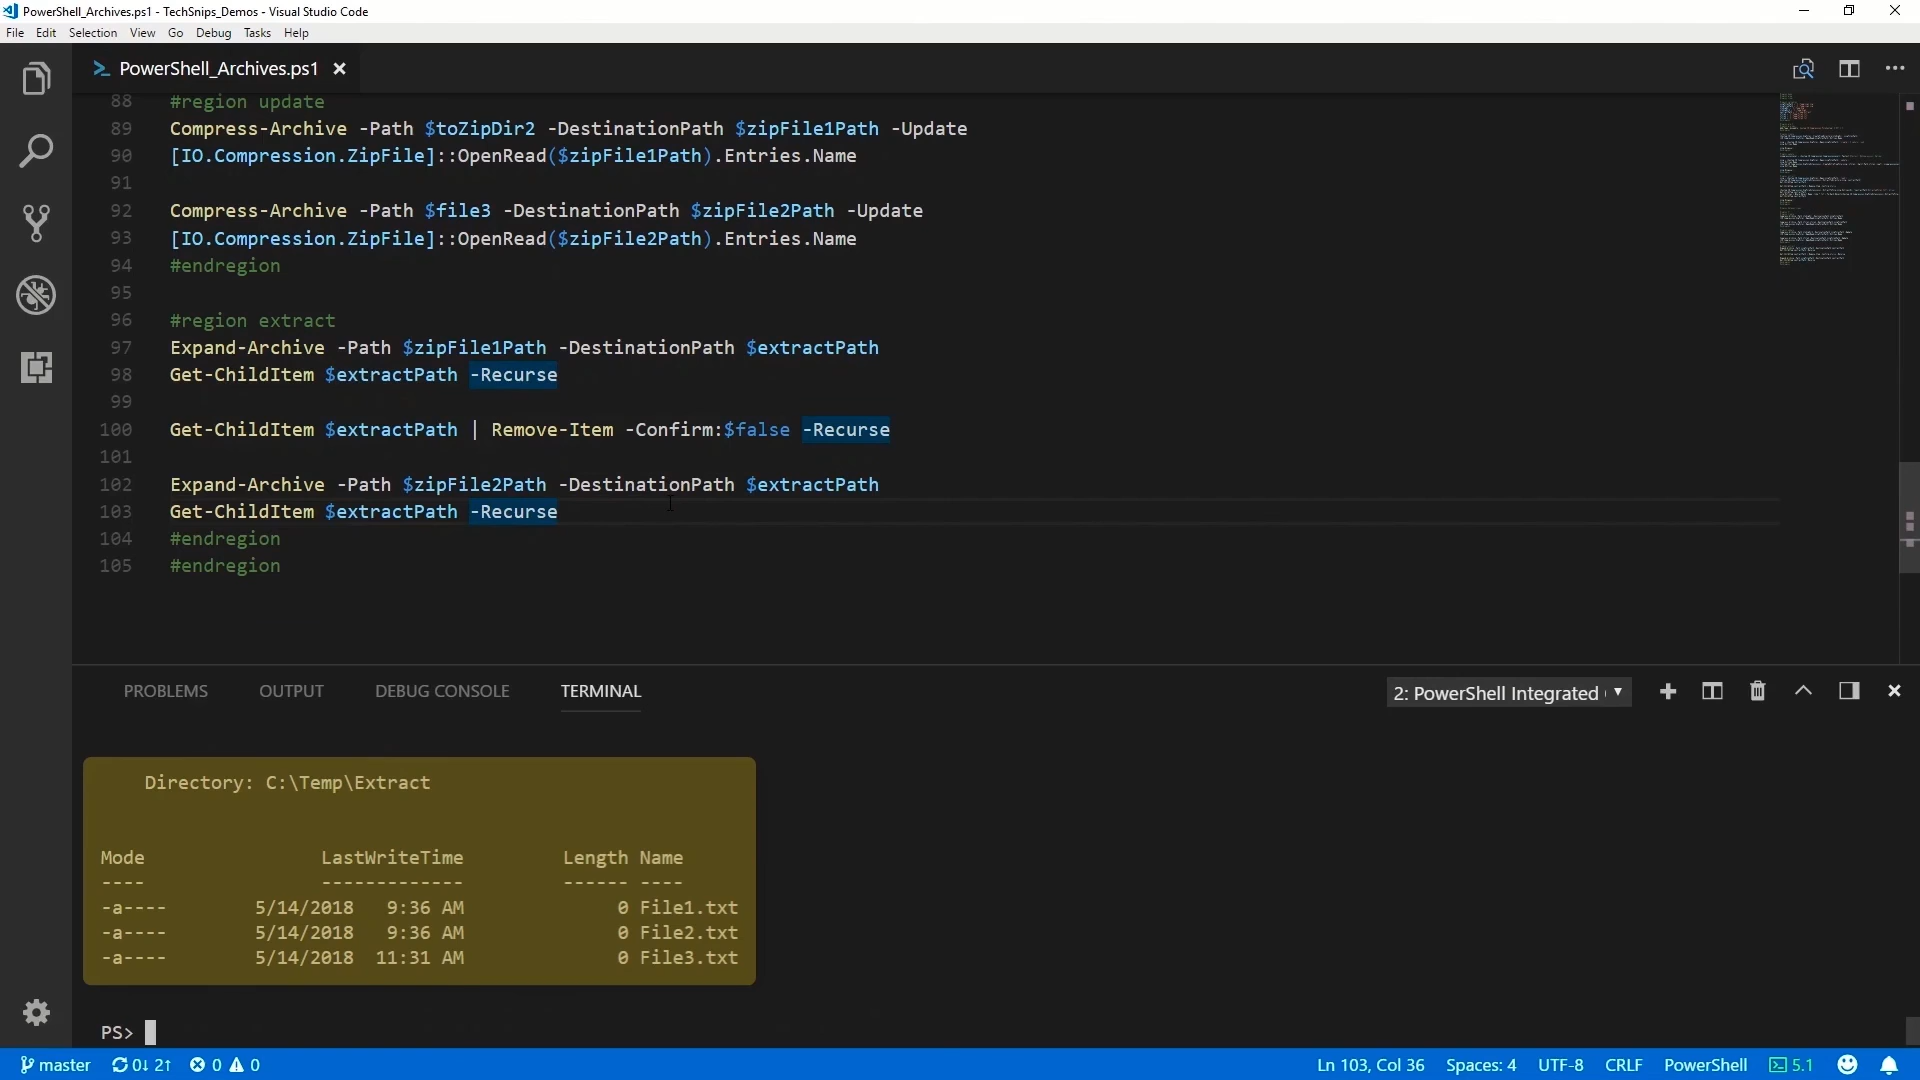 PowerShell_Archives.ps1 - TechSnips_Demos - Visual Studio Code
File Edit Selection View Go Debug Tasks Help
PowerShell_Archives.ps1
88 #region update
89 Compress-Archive -Path $toZipDir2 -DestinationPath $zipFile1Path -Update
90 [IO.Compression.ZipFile]::OpenRead($zipFile1Path).Entries.Name
91
92 Compress-Archive -Path $file3 -DestinationPath $zipFile2Path -Update
93 [IO.Compression.ZipFile]::OpenRead($zipFile2Path).Entries.Name
94 #endregion
95
96 #region extract
97 Expand-Archive -Path $zipFile1Path -DestinationPath $extractPath
98 Get-ChildItem $extractPath -Recurse
99
100 Get-ChildItem $extractPath | Remove-Item -Confirm:$false -Recurse
101
102 Expand-Archive -Path $zipFile2Path -DestinationPath $extractPath
103 Get-ChildItem $extractPath -Recurse
104 #endregion
105 #endregion
PROBLEMS OUTPUT DEBUG CONSOLE TERMINAL 2: PowerShell Integrated
Directory: C:\Temp\Extract
Mode LastWriteTime Length Name
---- ------------- ------ ----
-a---- 5/14/2018 9:36 AM 0 File1.txt
-a---- 5/14/2018 9:36 AM 0 File2.txt
-a---- 5/14/2018 11:31 AM 0 File3.txt
PS>
master 0↓ 2↑ 0 0 Ln 103, Col 36 Spaces: 4 UTF-8 CRLF PowerShell 5.1